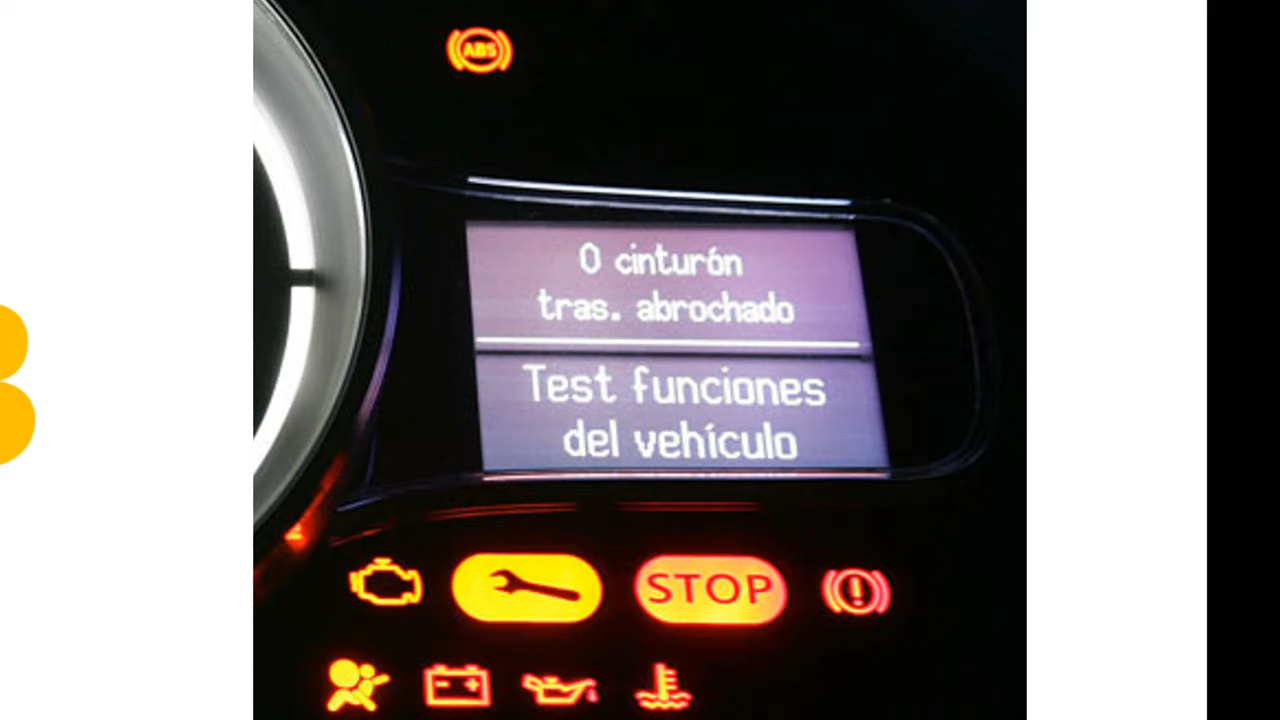 ABS
0 cinturón
tras. abrochado
Test funciones
del vehículo
STOP